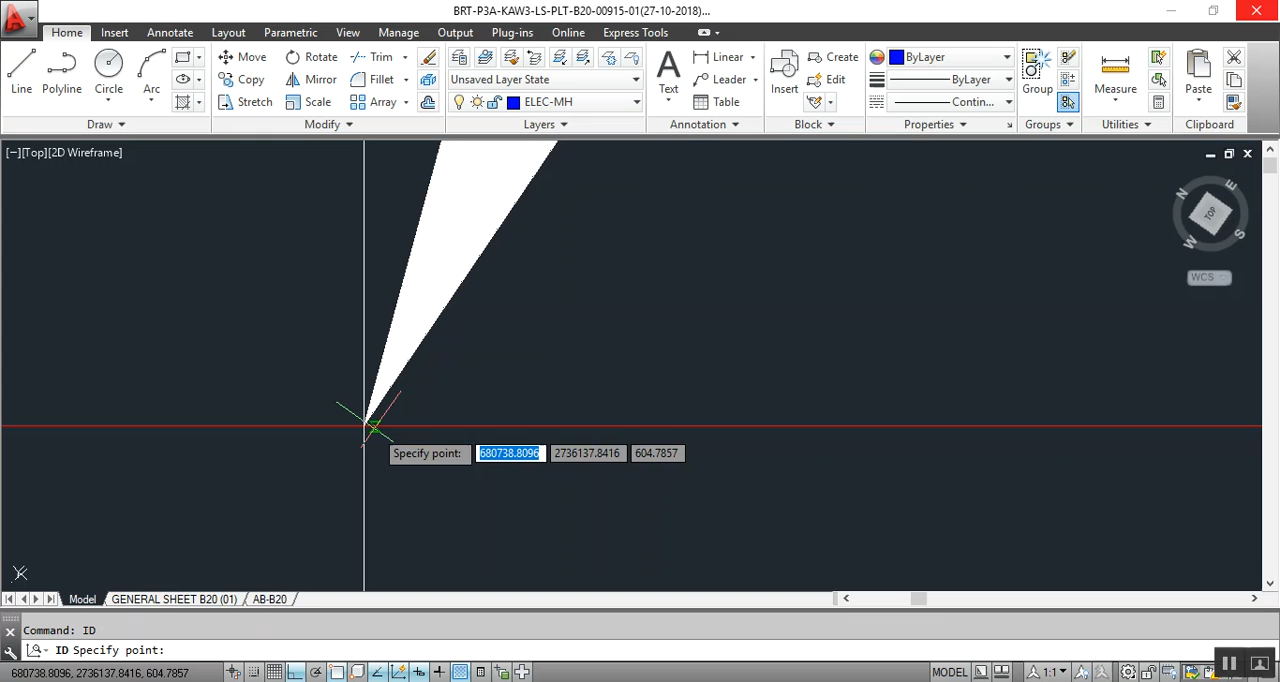 BRT-P3A-KAW3-LS-PLT-B20-00915-01(27-10-2018)...
Home Insert Annotate Layout Parametric View Manage Output Plug-ins Online Express Tools
Line Polyline Circle Arc
Move Rotate Trim
Copy Mirror Fillet
Stretch Scale Array
Unsaved Layer State
ELEC-MH
Text
Linear
Leader
Table
Insert
Create
Edit
ByLayer
ByLayer
Contin...
Group
Measure
Paste
Draw Modify Layers Annotation Block Properties Groups Utilities Clipboard
[−][Top][2D Wireframe]
N E
TOP
W S
WCS
Specify point: 680738.8096 2736137.8416 604.7857
Model GENERAL SHEET B20 (01) AB-B20
Command: ID
ID Specify point:
680738.8096, 2736137.8416, 604.7857 MODEL 1:1